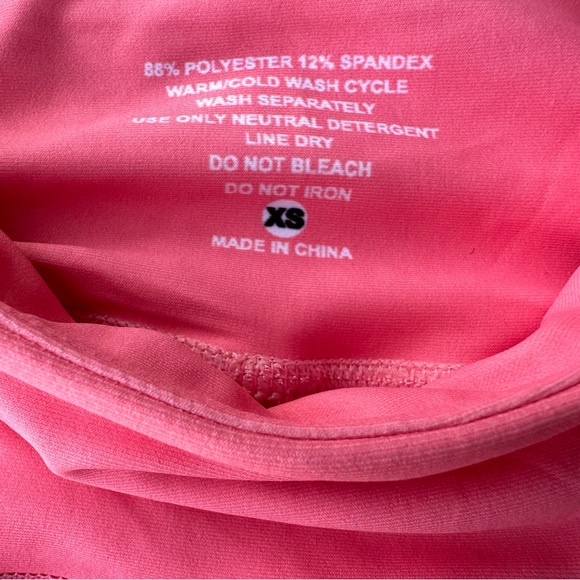 88% POLYESTER 12% SPANDEX
WARM/COLD WASH CYCLE
WASH SEPARATELY
USE ONLY NEUTRAL DETERGENT
LINE DRY
DO NOT BLEACH
DO NOT IRON
XS
MADE IN CHINA